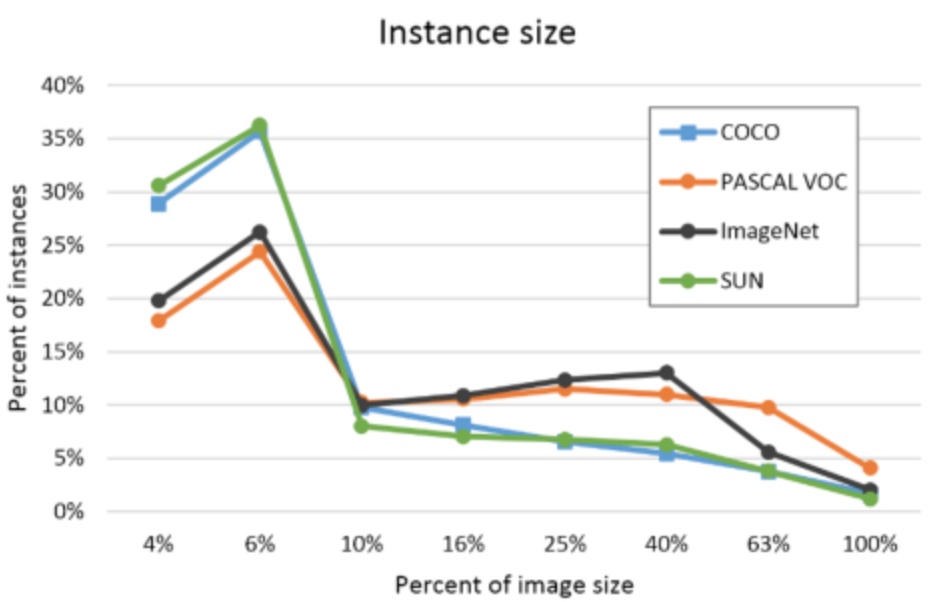 Instance size
40%
35%
30%
25%
20%
15%
10%
5%
0%
Percent of instances
COCO
PASCAL VOC
ImageNet
SUN
4% 6% 10% 16% 25% 40% 63% 100%
Percent of image size